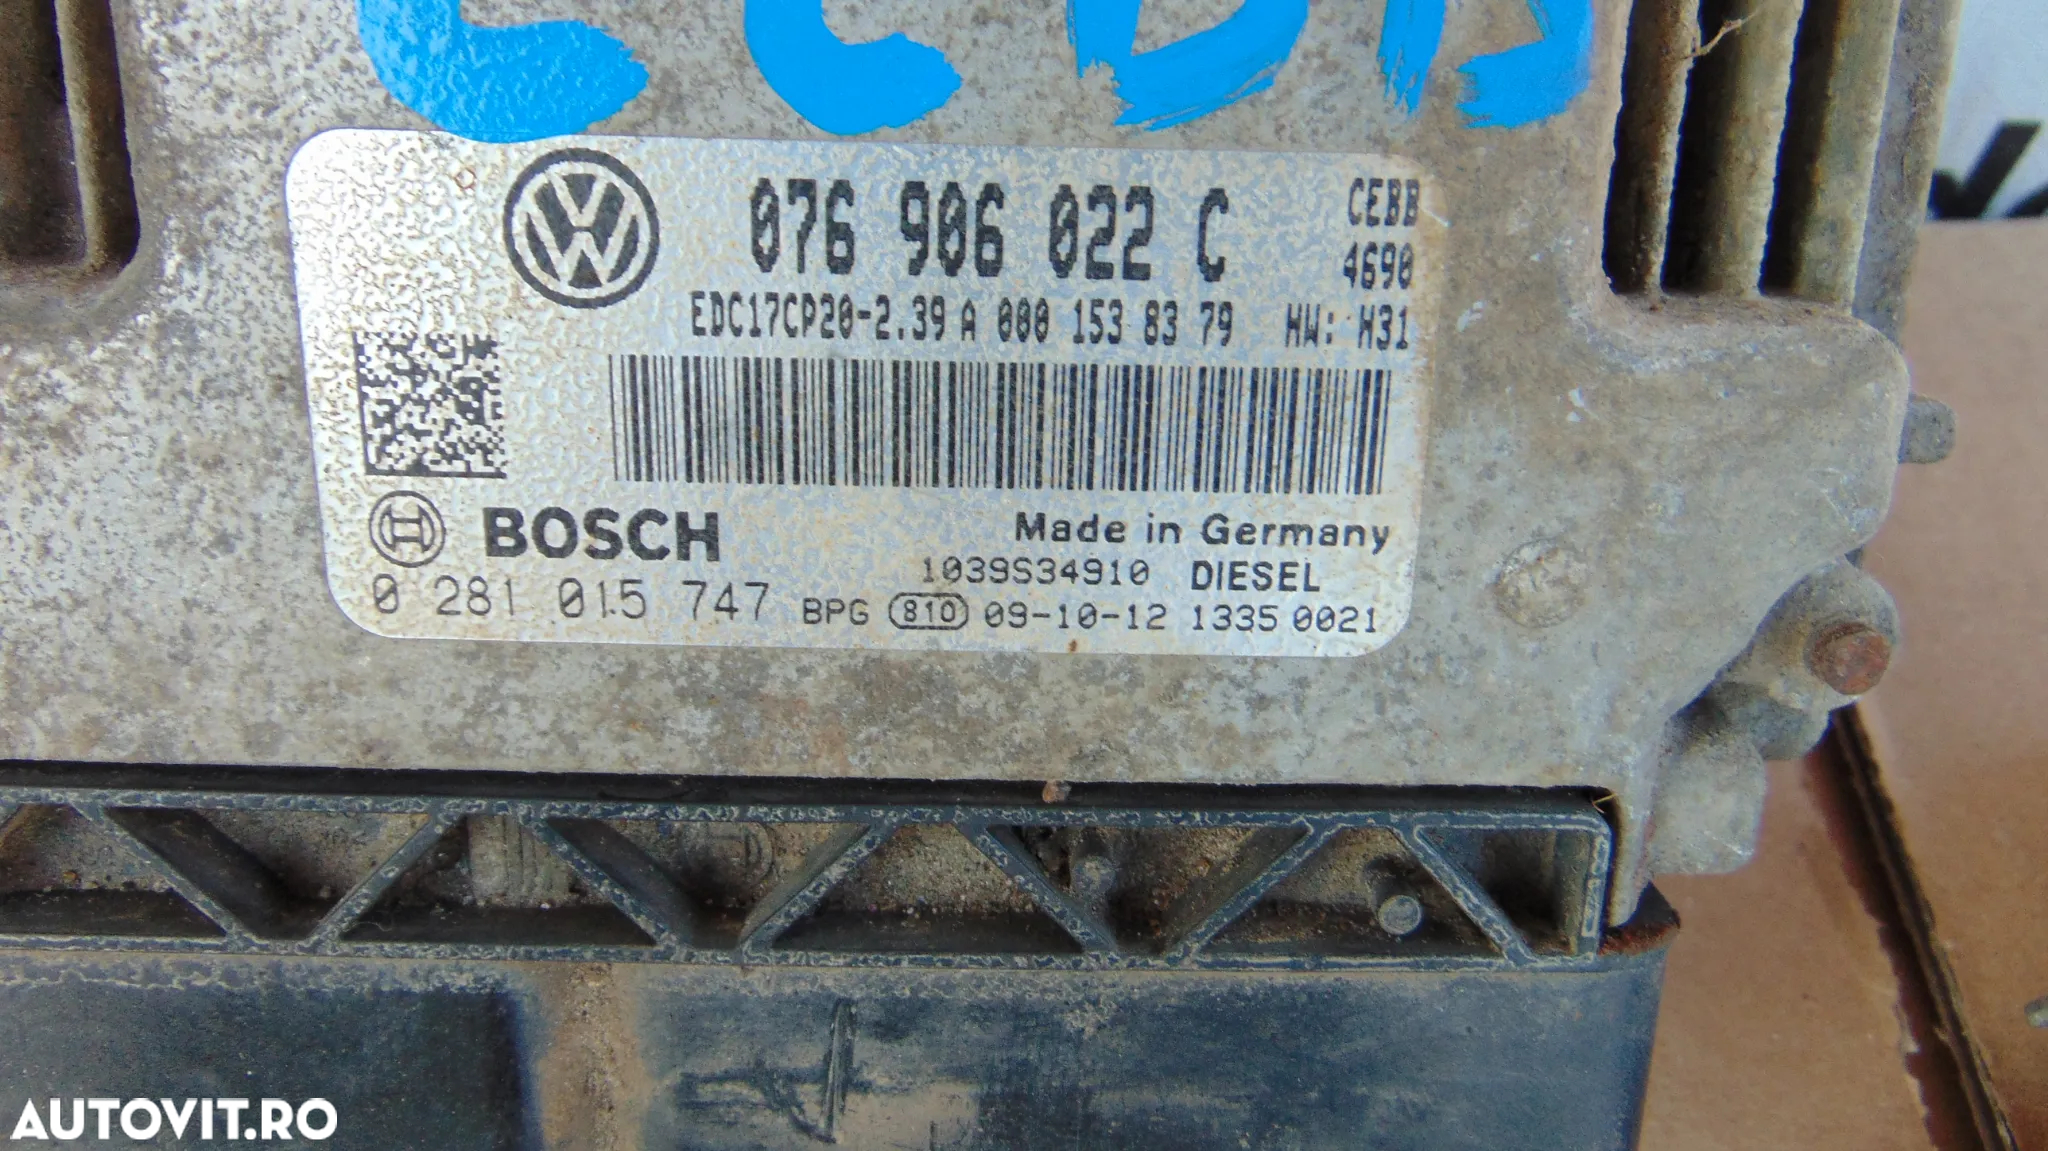 076 906 022 C
CEBB
4690
EDC17CP20-2.39 A 000 153 83 79 HW: H31
BOSCH
Made in Germany
1039S34910 DIESEL
0 281 015 747 BPG 810 09-10-12 1335 0021
AUTOVIT.RO